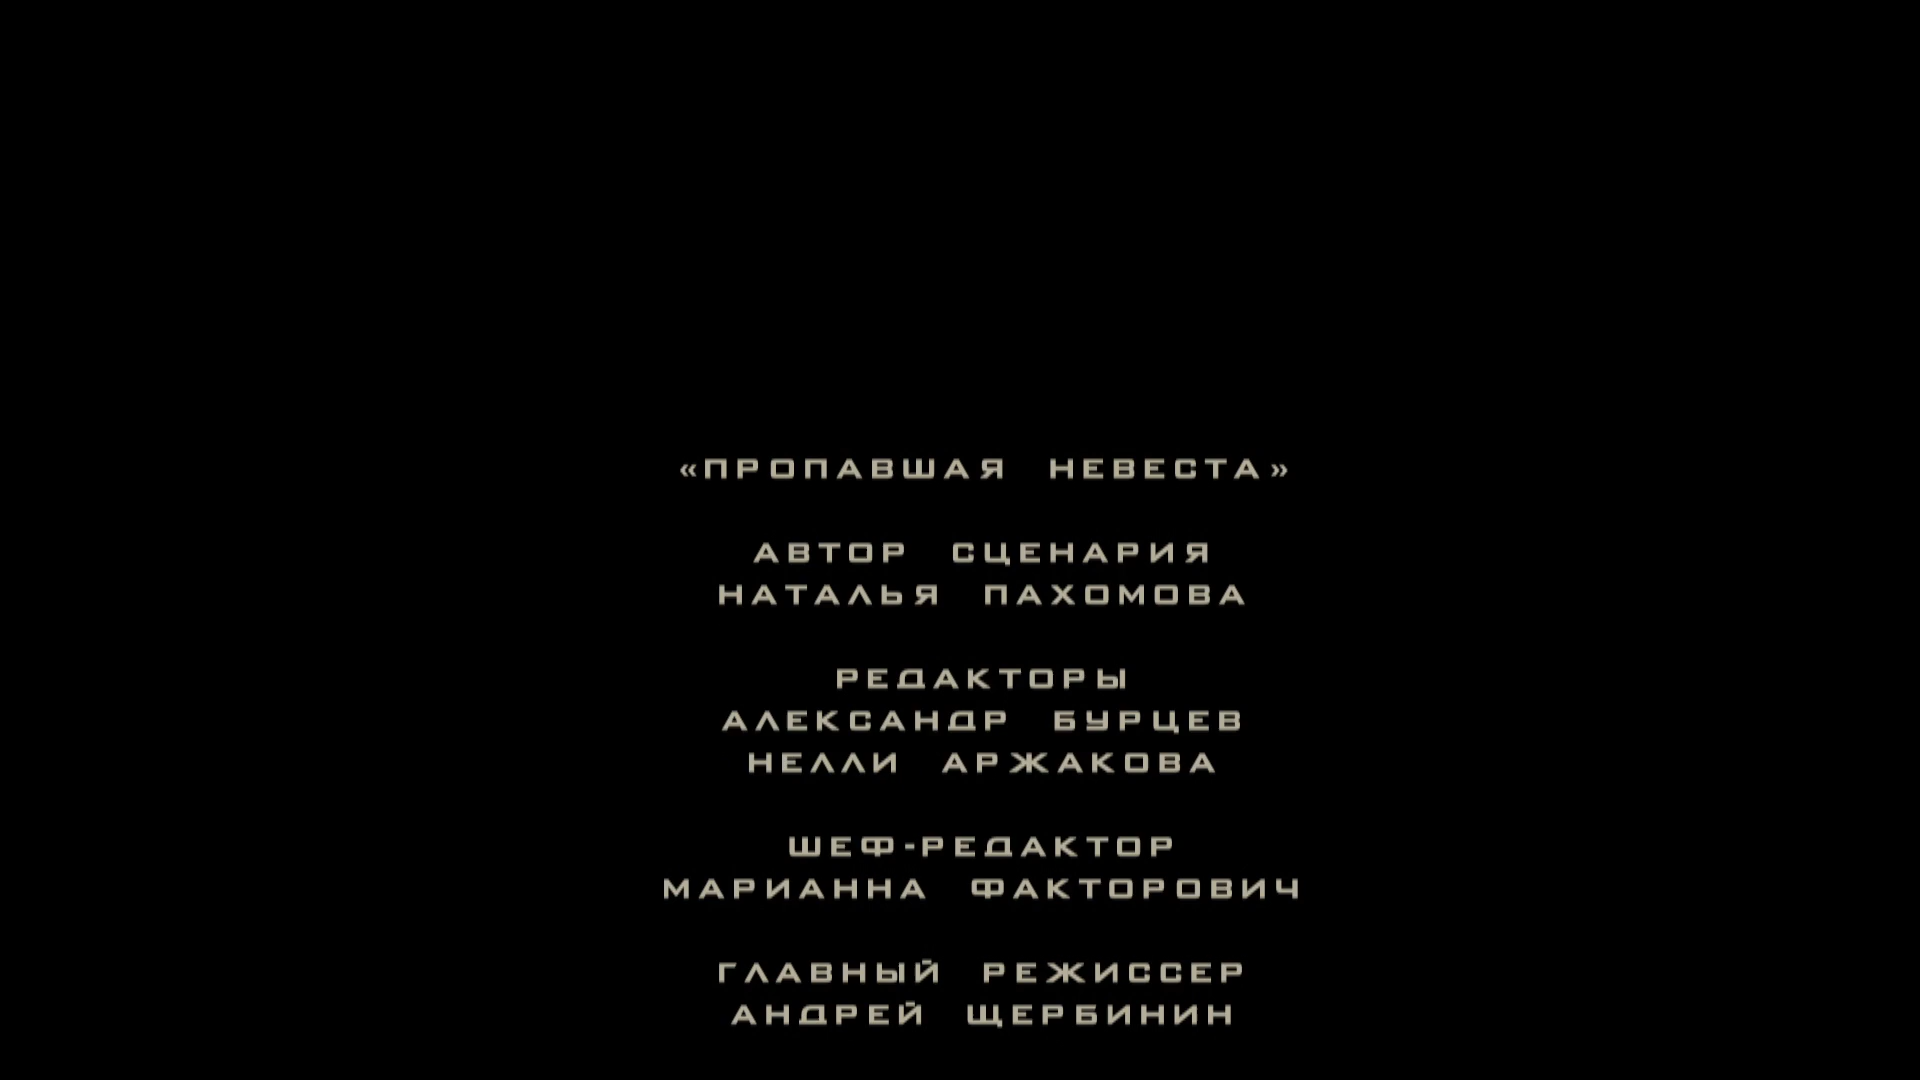 «ПРОПАВШАЯ НЕВЕСТА»
АВТОР СЦЕНАРИЯ
НАТАЛЬЯ ПАХОМОВА
РЕДАКТОРЫ
АЛЕКСАНДР БУРЦЕВ
НЕЛЛИ АРЖАКОВА
ШЕФ-РЕДАКТОР
МАРИАННА ФАКТОРОВИЧ
ГЛАВНЫЙ РЕЖИССЕР
АНДРЕЙ ЩЕРБИНИН